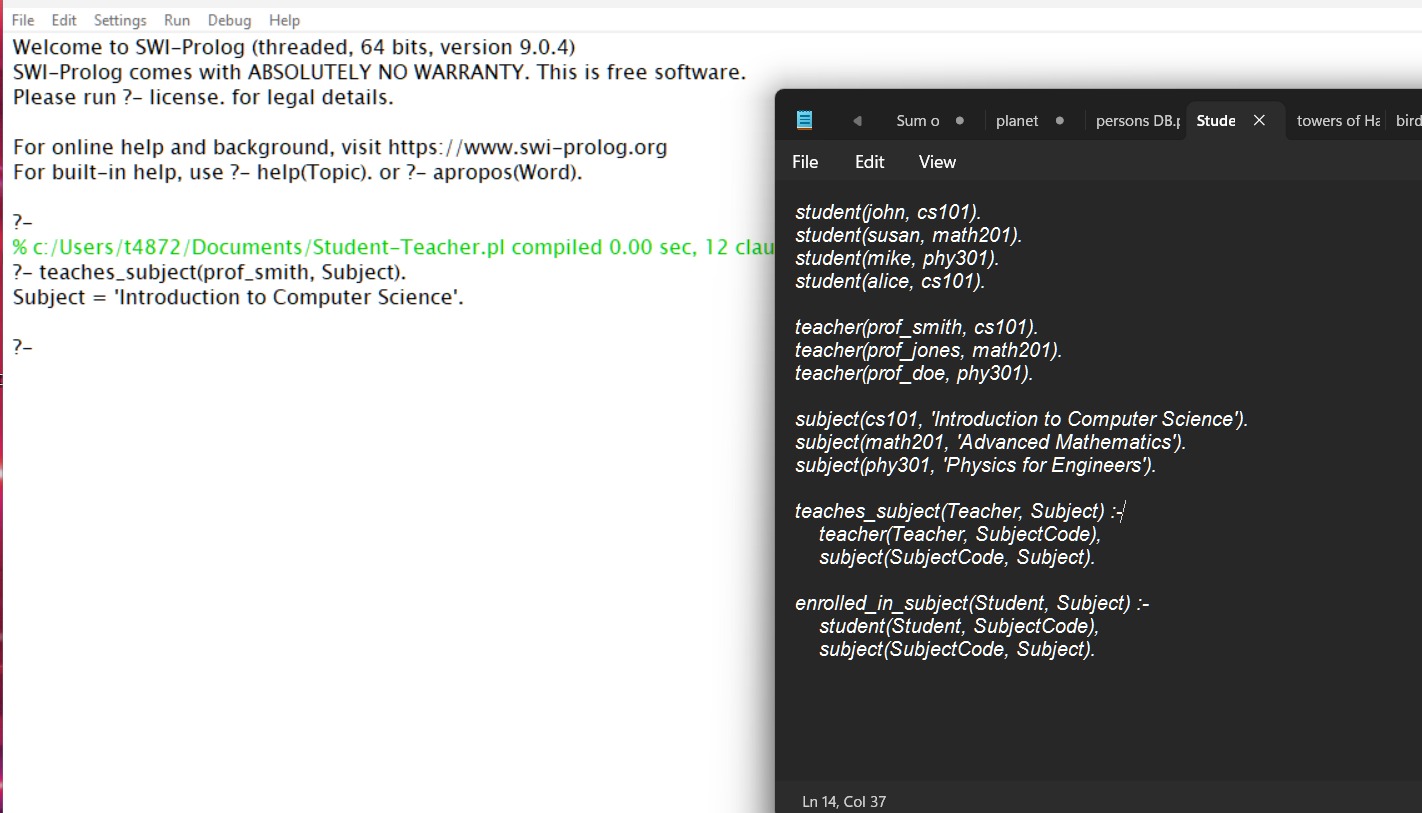 File Edit Settings Run Debug Help
Welcome to SWI-Prolog (threaded, 64 bits, version 9.0.4)
SWI-Prolog comes with ABSOLUTELY NO WARRANTY. This is free software.
Please run ?- license. for legal details.
For online help and background, visit https://www.swi-prolog.org
For built-in help, use ?- help(Topic). or ?- apropos(Word).
?-
% c:/Users/t4872/Documents/Student-Teacher.pl compiled 0.00 sec, 12 clau
?- teaches_subject(prof_smith, Subject).
Subject = 'Introduction to Computer Science'.
?-
Sum o planet persons DB.p Stude towers of Ha bird
File Edit View
student(john, cs101).
student(susan, math201).
student(mike, phy301).
student(alice, cs101).
teacher(prof_smith, cs101).
teacher(prof_jones, math201).
teacher(prof_doe, phy301).
subject(cs101, 'Introduction to Computer Science').
subject(math201, 'Advanced Mathematics').
subject(phy301, 'Physics for Engineers').
teaches_subject(Teacher, Subject) :-
teacher(Teacher, SubjectCode),
subject(SubjectCode, Subject).
enrolled_in_subject(Student, Subject) :-
student(Student, SubjectCode),
subject(SubjectCode, Subject).
Ln 14, Col 37